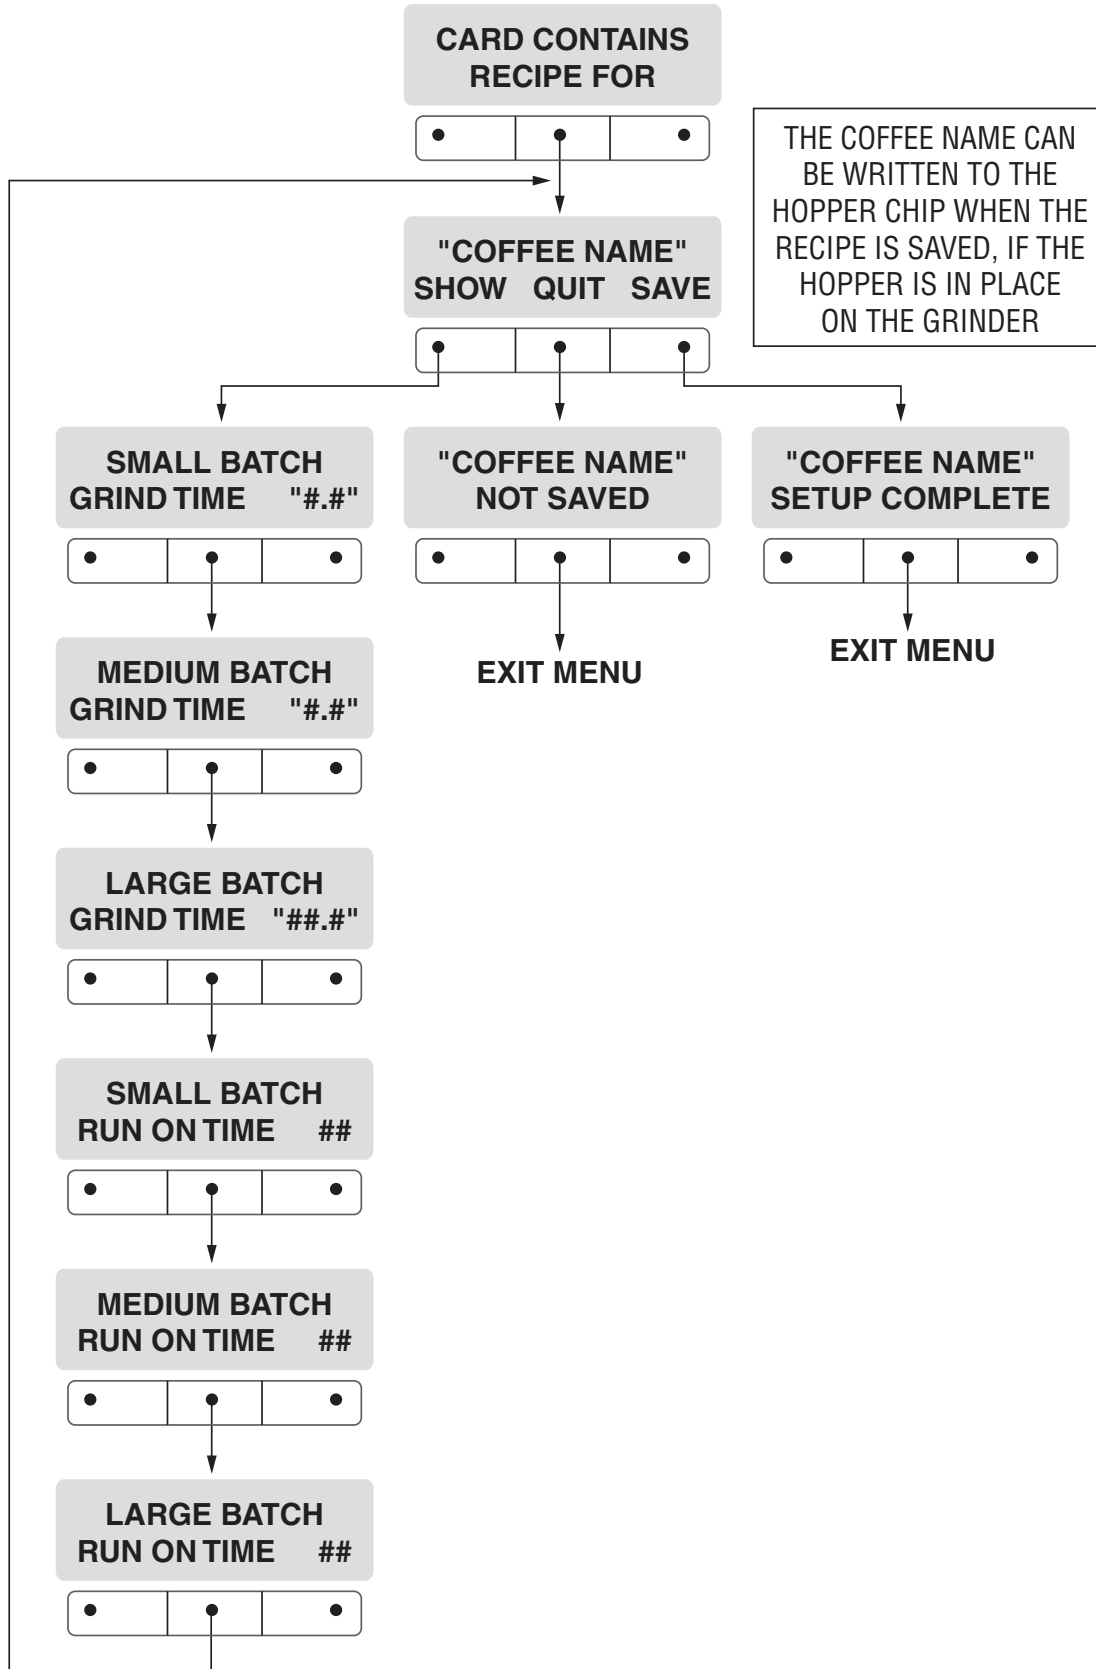 CARD CONTAINS
RECIPE FOR
THE COFFEE NAME CAN
BE WRITTEN TO THE
HOPPER CHIP WHEN THE
RECIPE IS SAVED, IF THE
HOPPER IS IN PLACE
ON THE GRINDER
"COFFEE NAME"
SHOW QUIT SAVE
SMALL BATCH
GRIND TIME "#.#"
"COFFEE NAME"
NOT SAVED
"COFFEE NAME"
SETUP COMPLETE
EXIT MENU
EXIT MENU
MEDIUM BATCH
GRIND TIME "#.#"
LARGE BATCH
GRIND TIME "##.#"
SMALL BATCH
RUN ON TIME ##
MEDIUM BATCH
RUN ON TIME ##
LARGE BATCH
RUN ON TIME ##